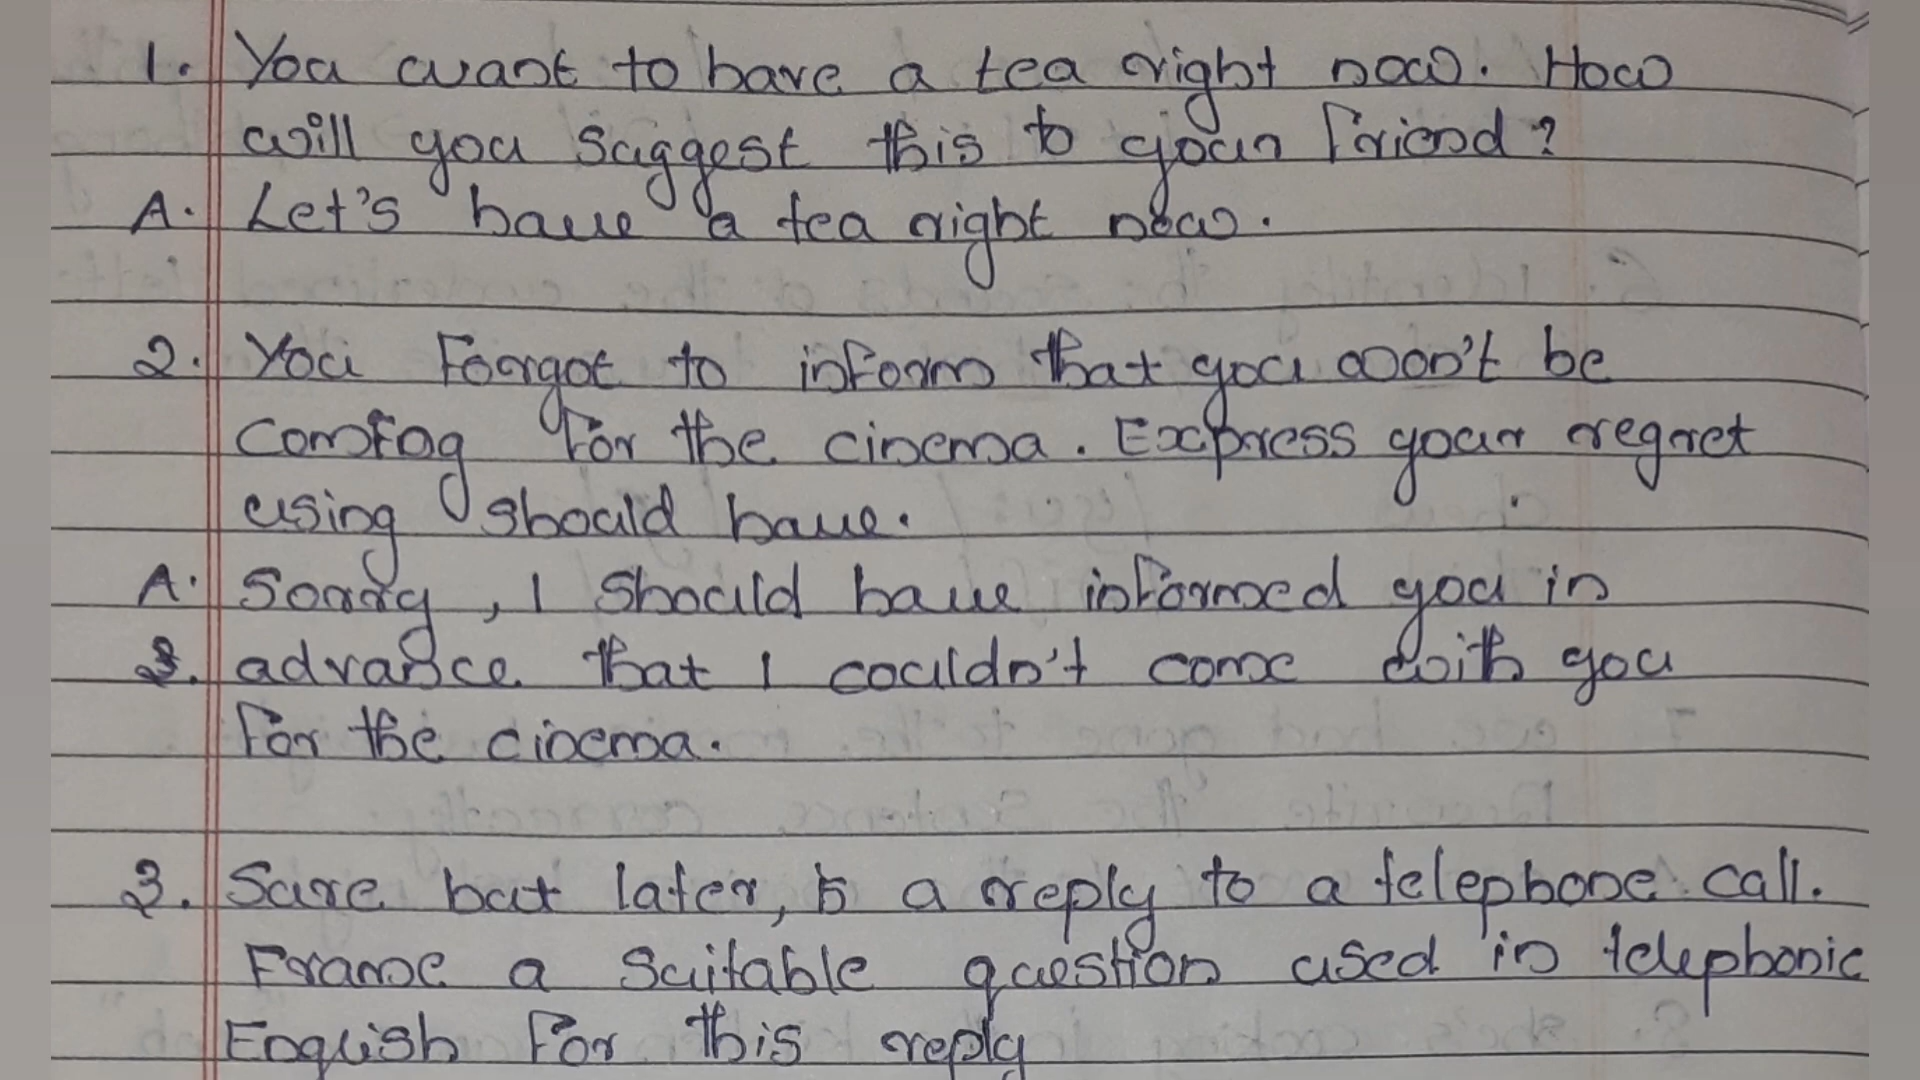 1. You want to have a tea right now. How
will you suggest this to your friend?
A. Let's have a tea right now.
2. You Forgot to inform that you won't be
coming for the cinema. Express your regret
using should have.
A. Sorry, I should have informed you in
3. advance that I couldn't come with you
for the cinema.
3. Sure but later, is a reply to a telephone call.
Frame a suitable question used in telephonic
English for this reply